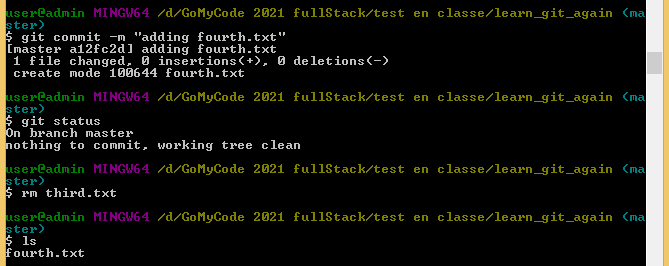 user@admin MINGW64 /d/GoMyCode 2021 fullStack/test en classe/learn_git_again (ma
ster)
$ git commit -m "adding fourth.txt"
[master a12fc2d] adding fourth.txt
 1 file changed, 0 insertions(+), 0 deletions(-)
 create mode 100644 fourth.txt

user@admin MINGW64 /d/GoMyCode 2021 fullStack/test en classe/learn_git_again (ma
ster)
$ git status
On branch master
nothing to commit, working tree clean

user@admin MINGW64 /d/GoMyCode 2021 fullStack/test en classe/learn_git_again (ma
ster)
$ rm third.txt

user@admin MINGW64 /d/GoMyCode 2021 fullStack/test en classe/learn_git_again (ma
ster)
$ ls
fourth.txt